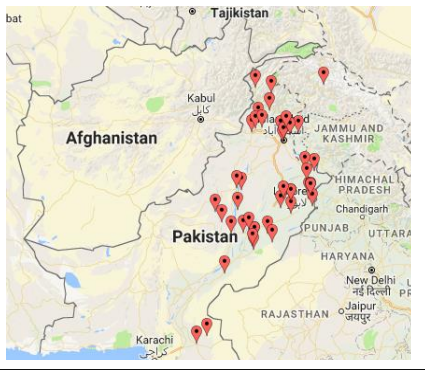 bat
Tajikistan
Kabul
کابل
Afghanistan
JAMMU AND
KASHMIR
HIMACHAL
PRADESH
Chandigarh
PUNJAB
UTTARA
Pakistan
HARYANA
New Delhi
नई दिल्ली
Jaipur
जयपुर
RAJASTHAN
Karachi
کراچی